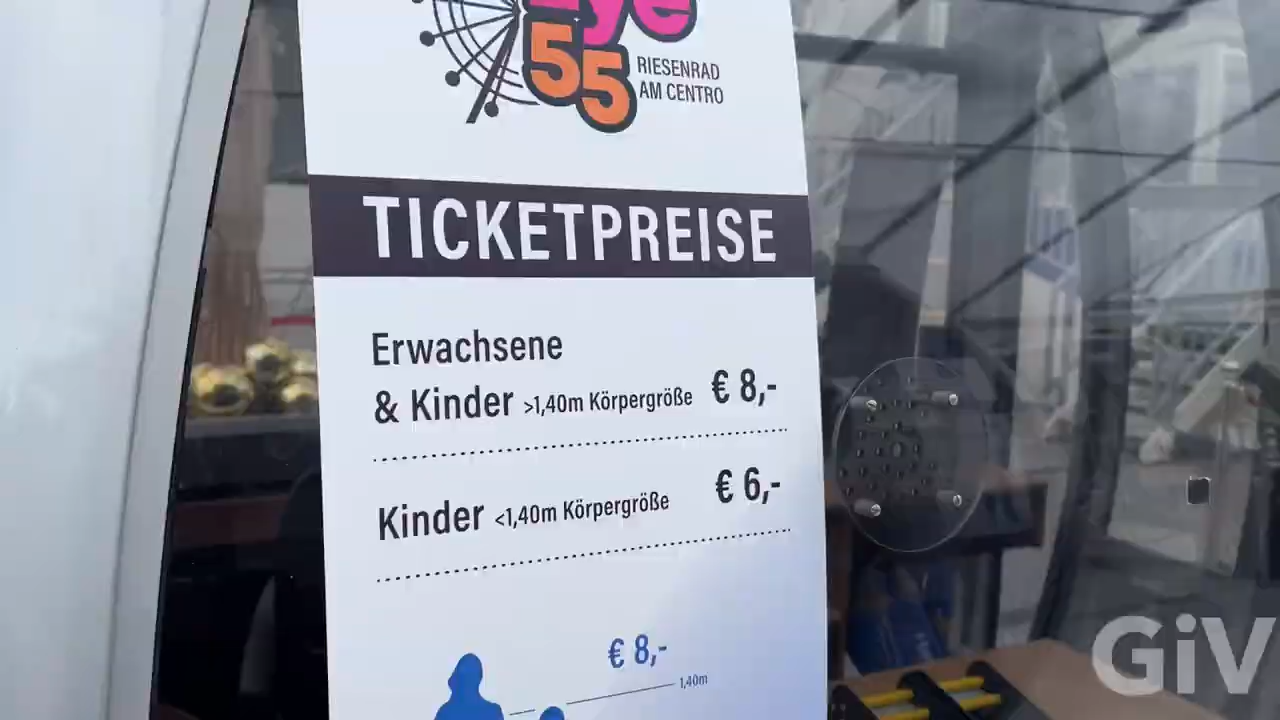 eye
55
RIESENRAD
AM CENTRO
TICKETPREISE
Erwachsene
& Kinder >1,40m Körpergröße € 8,-
Kinder <1,40m Körpergröße € 6,-
€ 8,-
1,40m
GiV